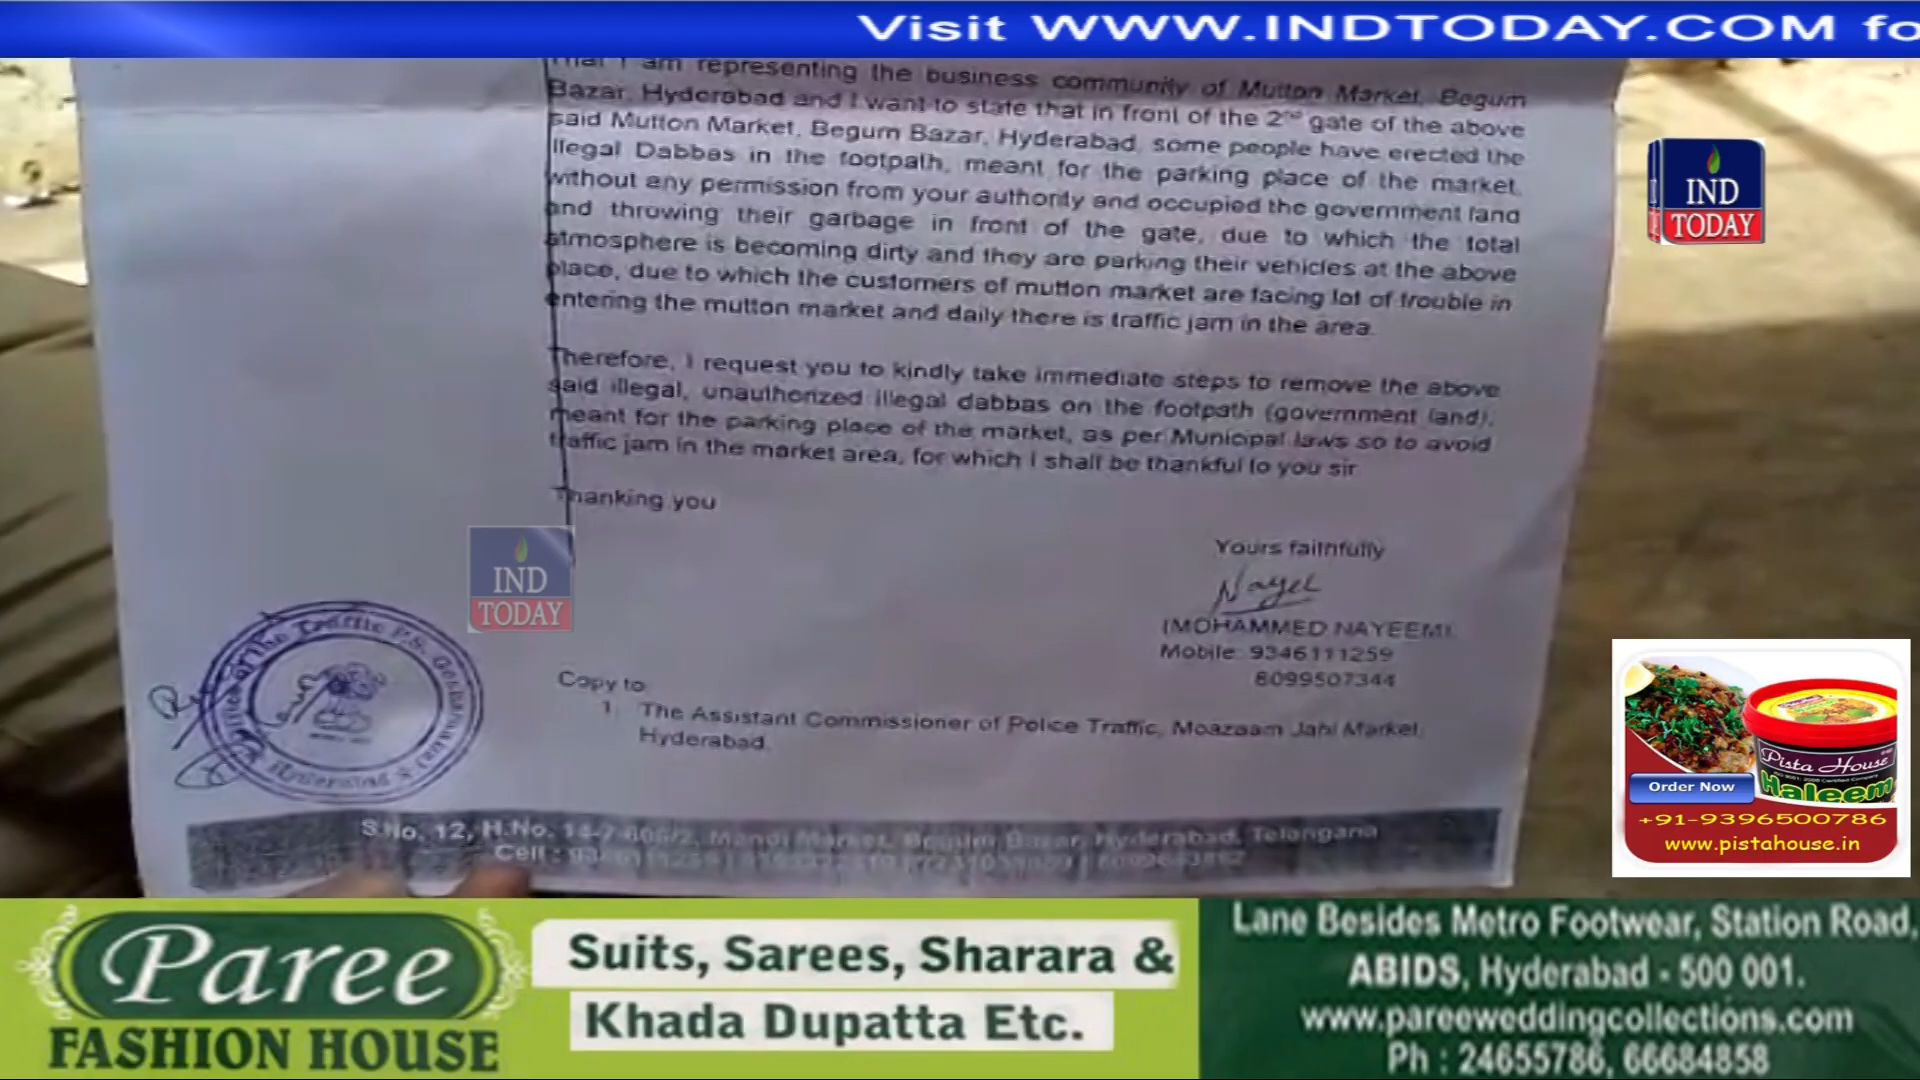 Visit WWW.INDTODAY.COM fo
That I am representing the business community of Mutton Market, Begum
Bazar, Hyderabad and I want to state that in front of the 2nd gate of the above
said Mutton Market, Begum Bazar, Hyderabad, some people have erected the
illegal Dabbas in the footpath, meant for the parking place of the market,
without any permission from your authority and occupied the government land
and throwing their garbage in front of the gate, due to which the total
atmosphere is becoming dirty and they are parking their vehicles at the above
place, due to which the customers of mutton market are facing lot of trouble in
entering the mutton market and daily there is traffic jam in the area.
Therefore, I request you to kindly take immediate steps to remove the above
said illegal, unauthorized illegal dabbas on the footpath (government land),
meant for the parking place of the market, as per Municipal laws so to avoid
traffic jam in the market area, for which I shall be thankful to you sir
Thanking you
Yours faithfully
Nayel
(MOHAMMED NAYEEM).
Mobile: 9346111259
8099507344
Copy to
1. The Assistant Commissioner of Police Traffic, Moazaam Jahi Market,
Hyderabad.
of the Traffic P.S.
Hyderabad
S.No. 12, H.No. Mandi Market, Begum Bazar, Hyderabad, Telangana
Cell :
IND
TODAY
IND
TODAY
Pista House
Haleem
Order Now
+91-9396500786
www.pistahouse.in
Paree
FASHION HOUSE
Suits, Sarees, Sharara &
Khada Dupatta Etc.
Lane Besides Metro Footwear, Station Road,
ABIDS, Hyderabad - 500 001.
www.pareeweddingcollections.com
Ph : 24655786, 66684858